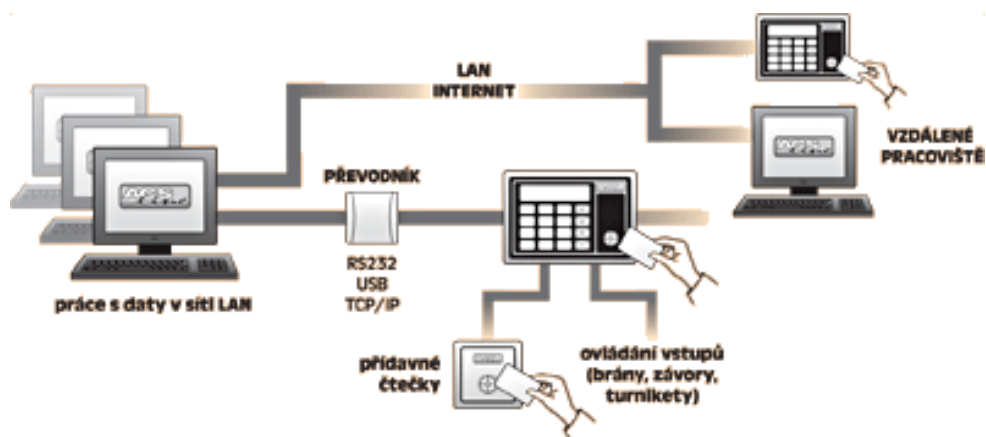 LAN
INTERNET
VZDÁLENÉ
PRACOVIŠTĚ
PŘEVODNÍK
RS232
USB
TCP/IP
práce s daty v síti LAN
přídavné
čtečky
ovládání vstupů
(brány, závory,
turnikety)